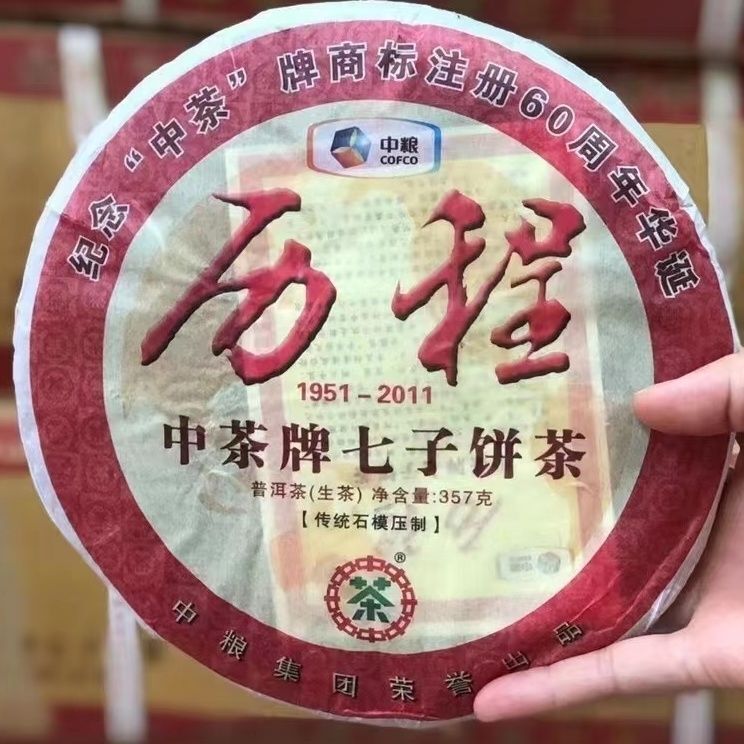 纪念“中茶”牌商标注册60周年华诞
中粮
COFCO
历程
1951-2011
中茶牌七子饼茶
普洱茶(生茶) 净含量:357克
【传统石模压制】
茶
®
中粮集团荣誉出品